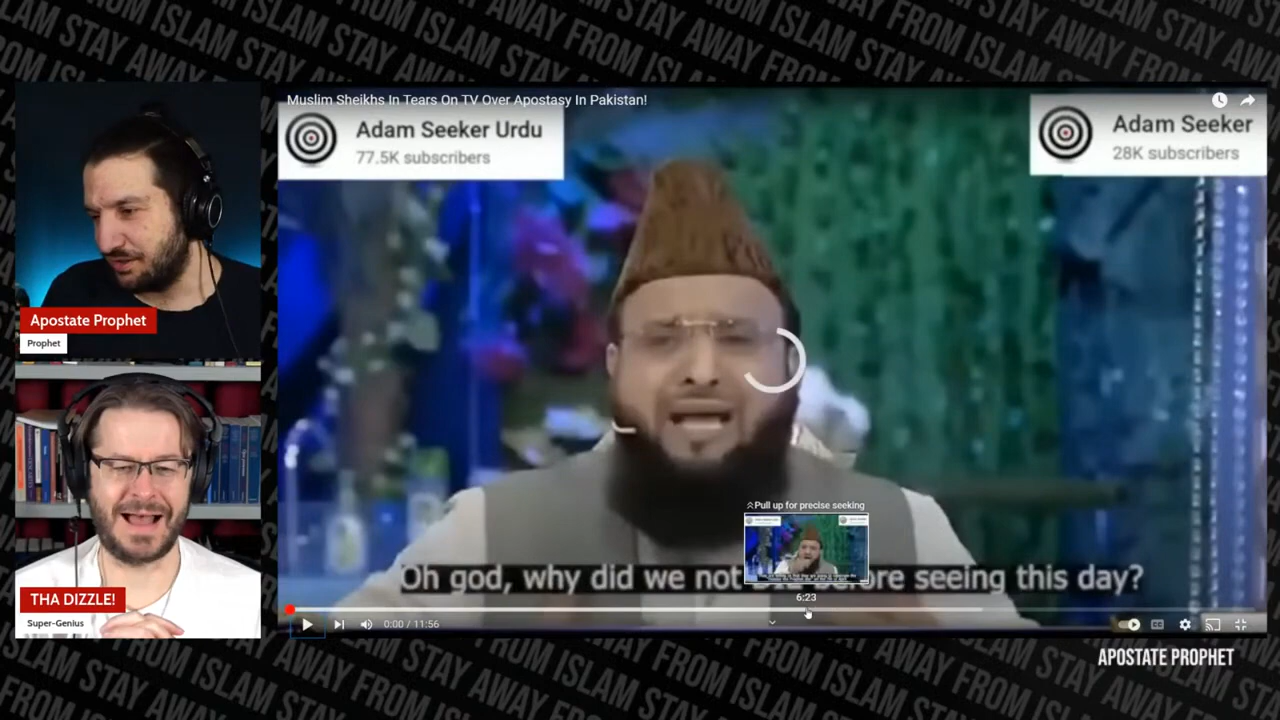 STAY AWAY FROM ISLAM
Muslim Sheikhs In Tears On TV Over Apostasy In Pakistan!
Adam Seeker Urdu
77.5K subscribers
Adam Seeker
28K subscribers
Apostate Prophet
Prophet
THA DIZZLE!
Super-Genius
Pull up for precise seeking
Oh god, why did we not before seeing this day?
6:23
0:00 / 11:56
APOSTATE PROPHET